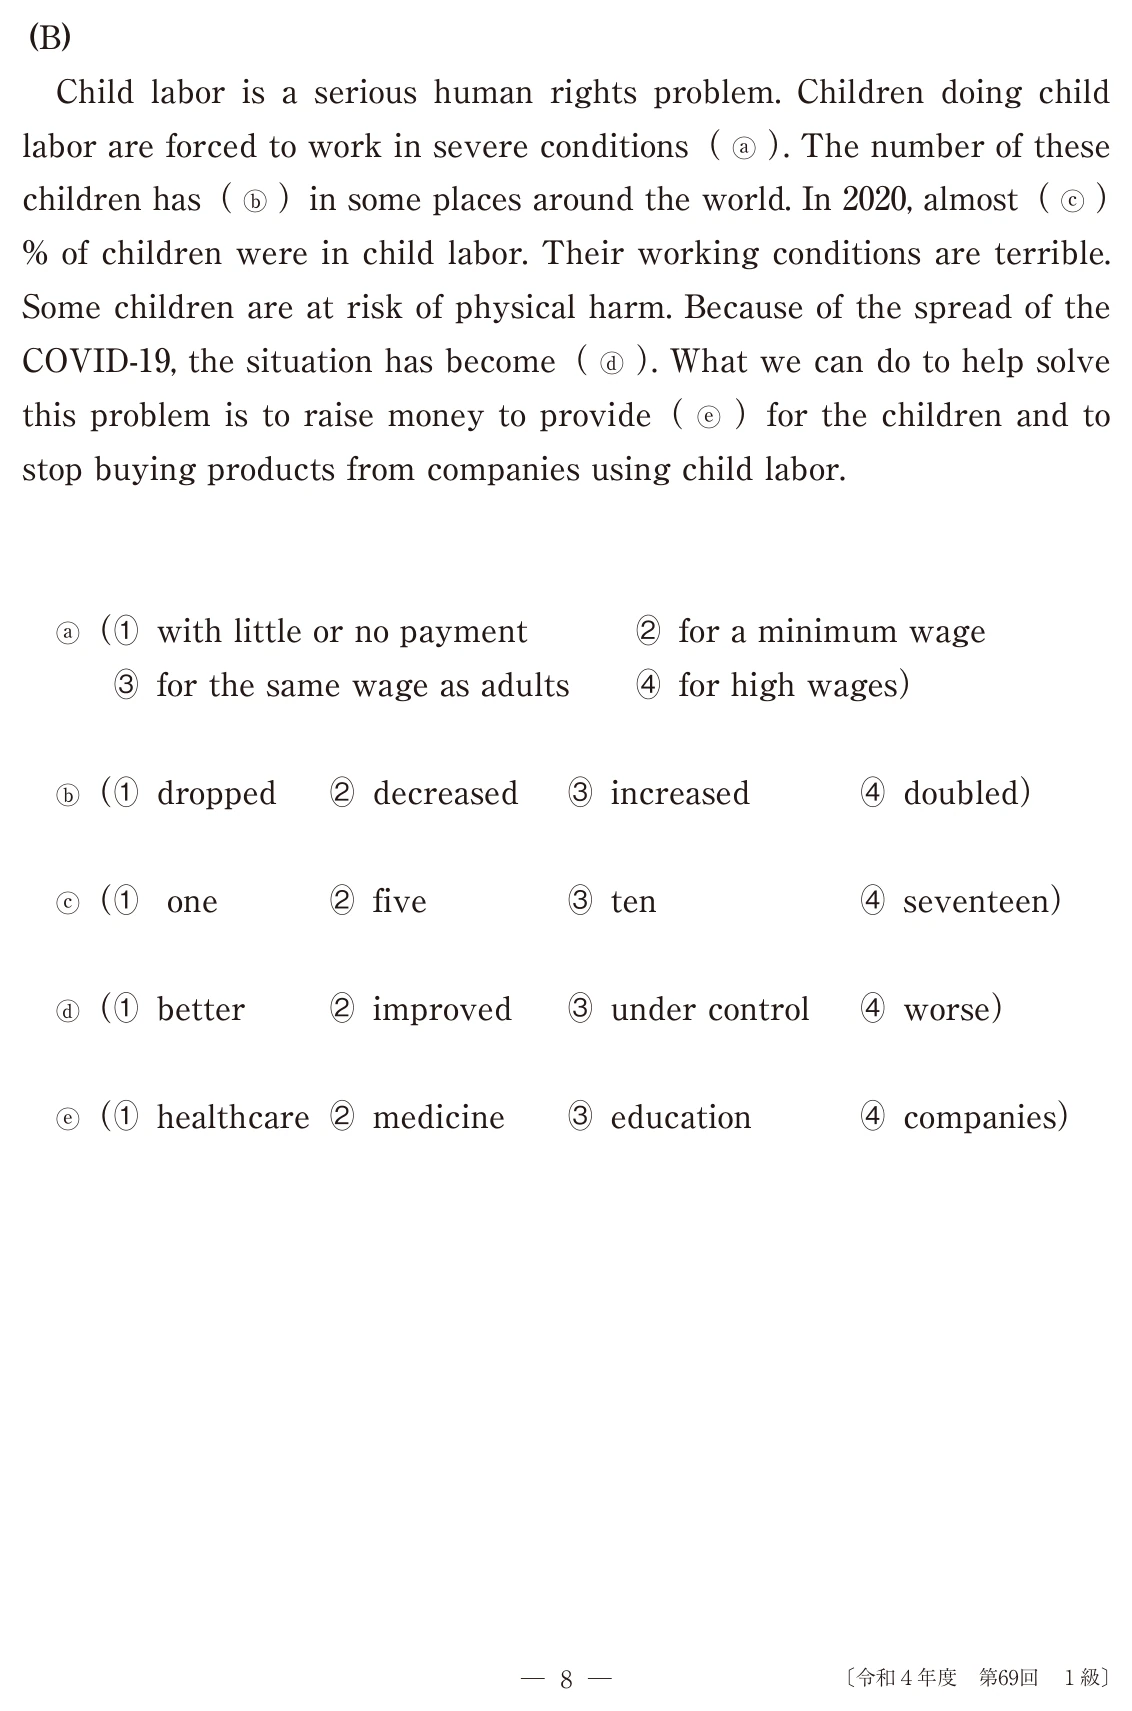 (B)
Child labor is a serious human rights problem. Children doing child
labor are forced to work in severe conditions ( ⓐ ). The number of these
children has ( ⓑ ) in some places around the world. In 2020, almost ( ⓒ )
% of children were in child labor. Their working conditions are terrible.
Some children are at risk of physical harm. Because of the spread of the
COVID-19, the situation has become ( ⓓ ). What we can do to help solve
this problem is to raise money to provide ( ⓔ ) for the children and to
stop buying products from companies using child labor.
ⓐ (① with little or no payment ② for a minimum wage
③ for the same wage as adults ④ for high wages)
ⓑ (① dropped ② decreased ③ increased ④ doubled)
ⓒ (① one ② five ③ ten ④ seventeen)
ⓓ (① better ② improved ③ under control ④ worse)
ⓔ (① healthcare ② medicine ③ education ④ companies)
― 8 ― 〔令和4年度 第69回 1級〕